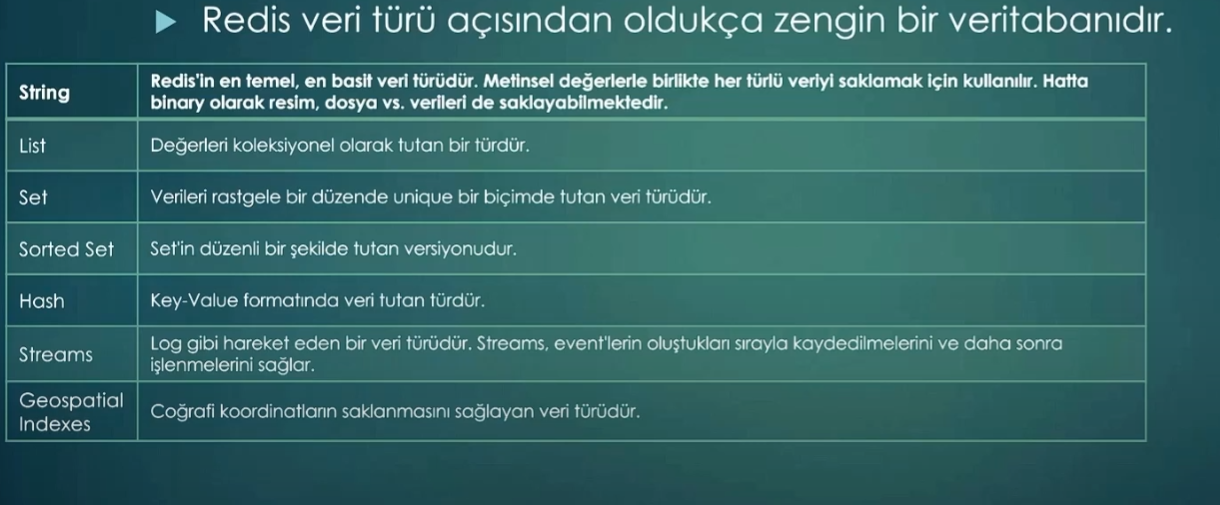 Redis veri türü açısından oldukça zengin bir veritabanıdır.
String
Redis'in en temel, en basit veri türüdür. Metinsel değerlerle birlikte her türlü veriyi saklamak için kullanılır. Hatta
binary olarak resim, dosya vs. verileri de saklayabilmektedir.
List
Değerleri koleksiyonel olarak tutan bir türdür.
Set
Verileri rastgele bir düzende unique bir biçimde tutan veri türüdür.
Sorted Set
Set'in düzenli bir şekilde tutan versiyonudur.
Hash
Key-Value formatında veri tutan türdür.
Streams
Log gibi hareket eden bir veri türüdür. Streams, event'lerin oluştukları sırayla kaydedilmelerini ve daha sonra
işlenmelerini sağlar.
Geospatial
Indexes
Coğrafi koordinatların saklanmasını sağlayan veri türüdür.